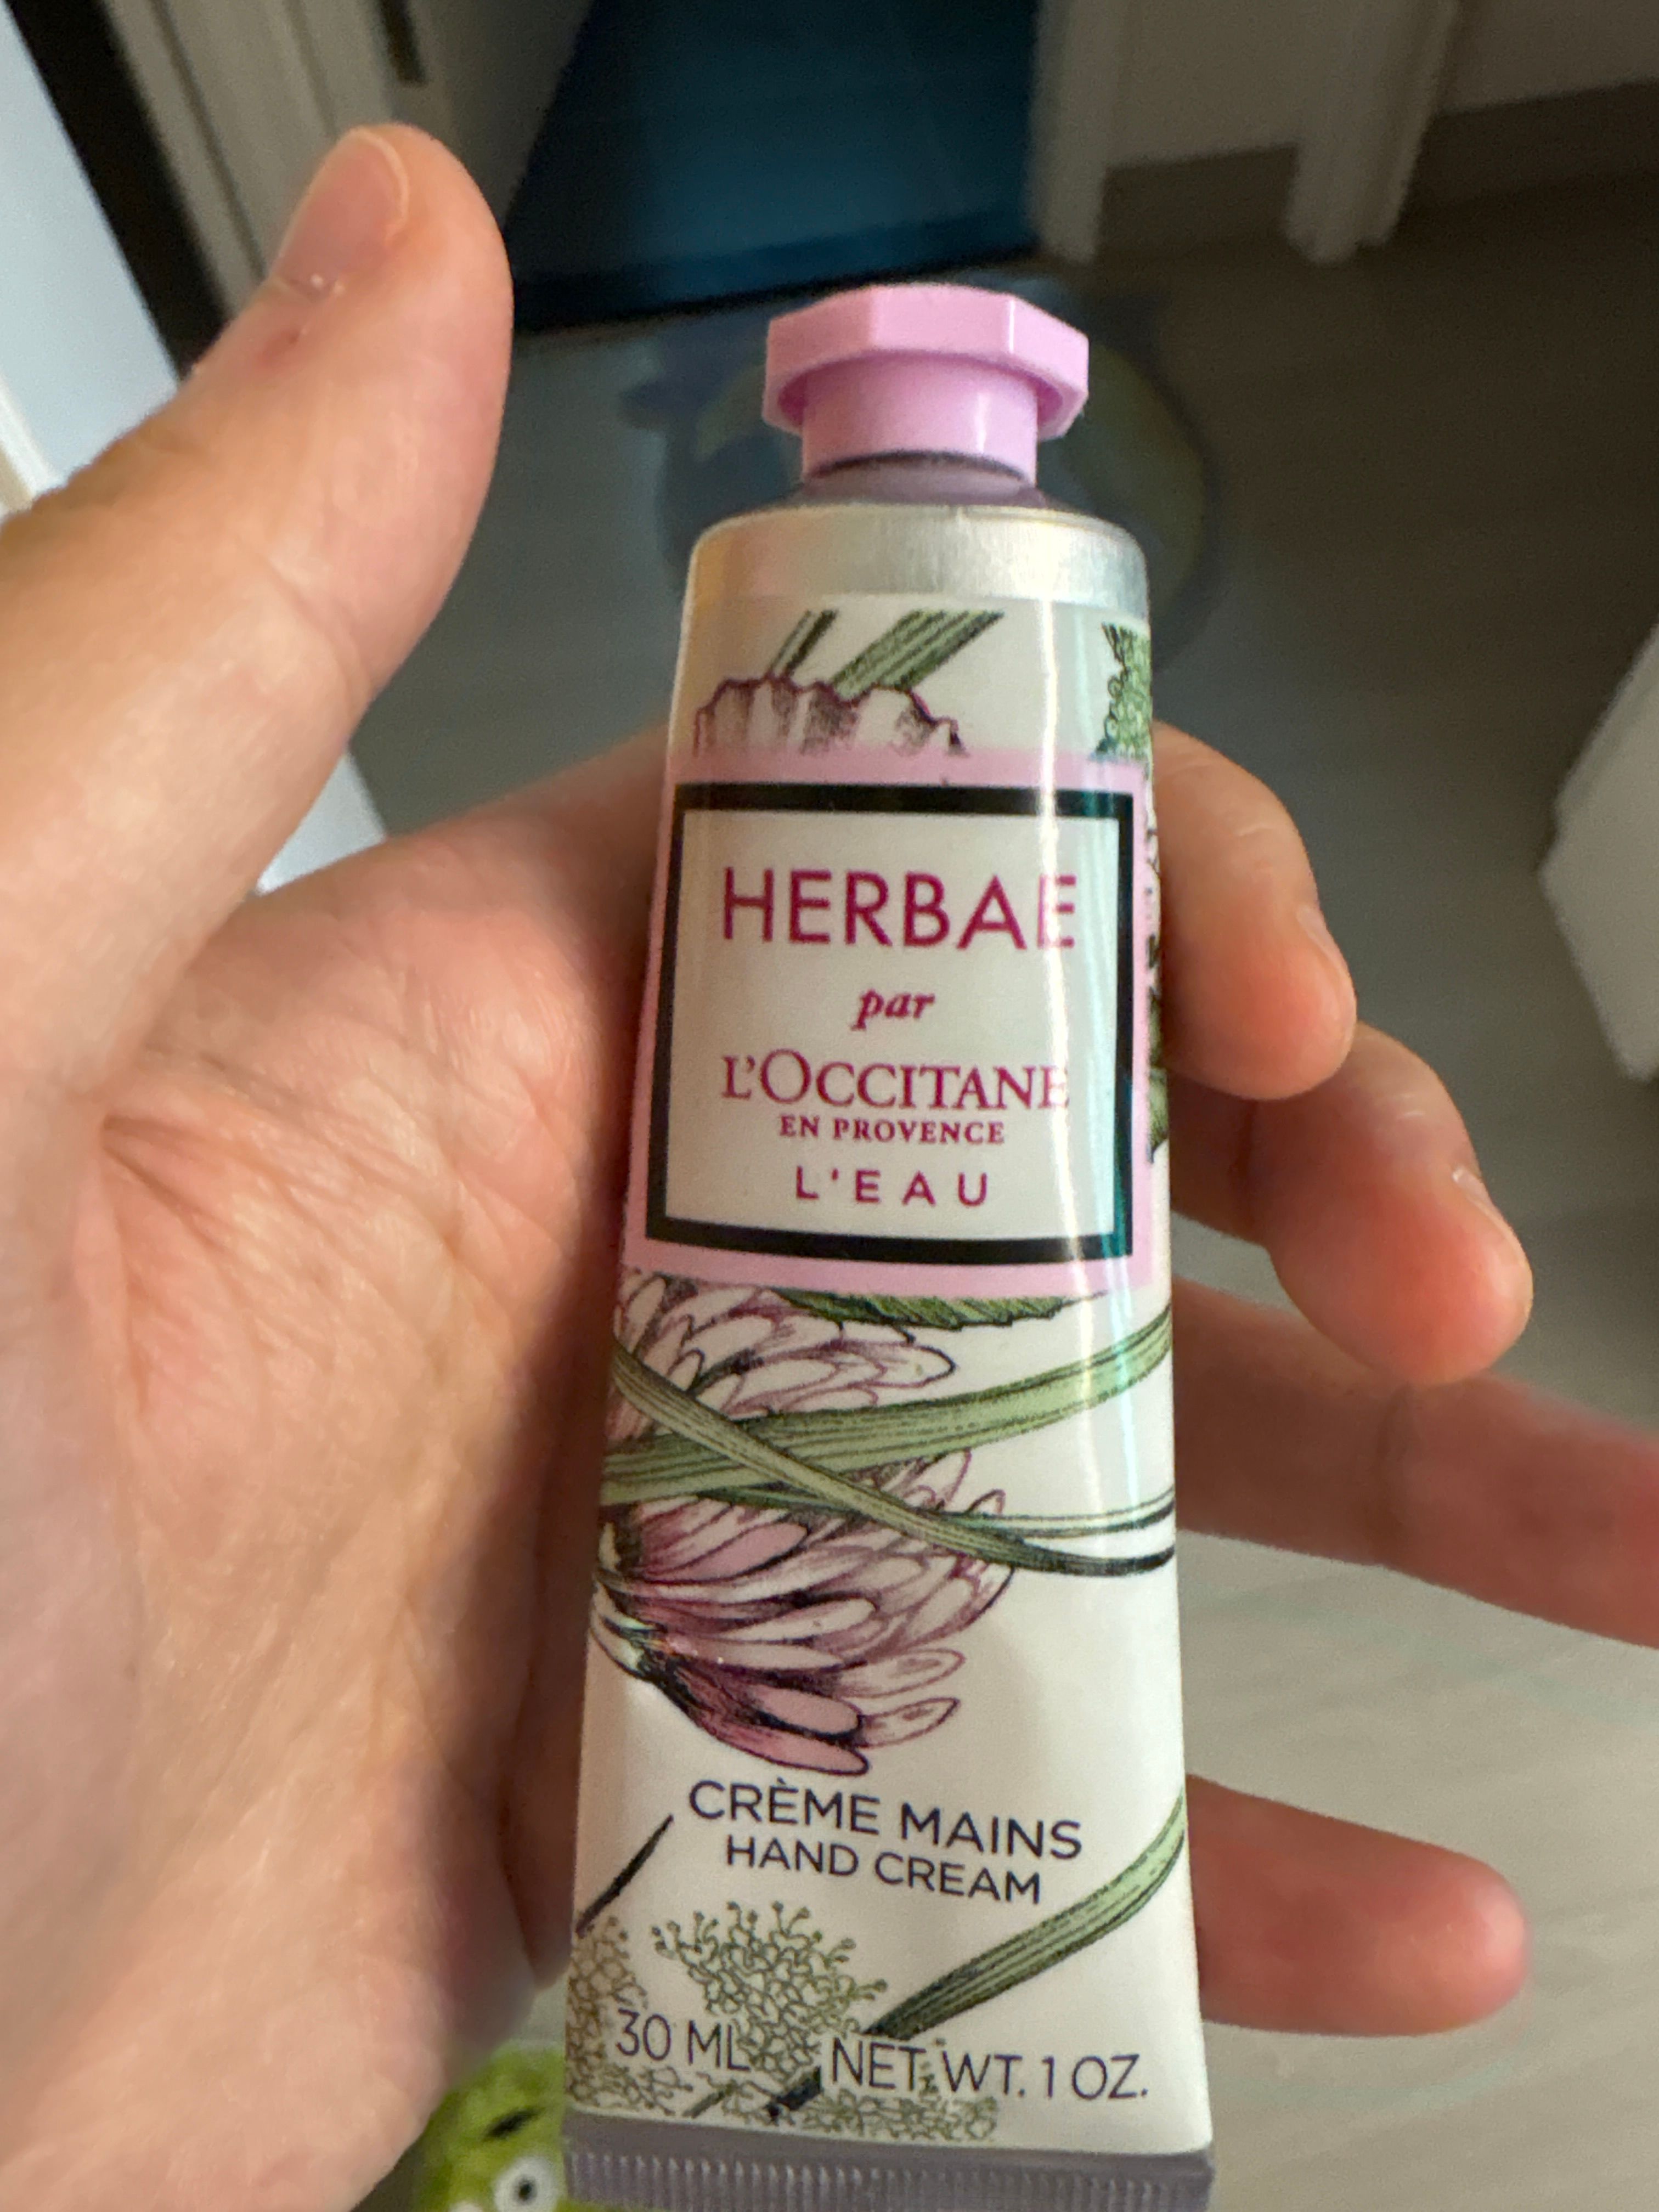 HERBAE
par
L'OCCITANE
EN PROVENCE
L'EAU
CRÈME MAINS
HAND CREAM
30 ML NET WT. 1 OZ.